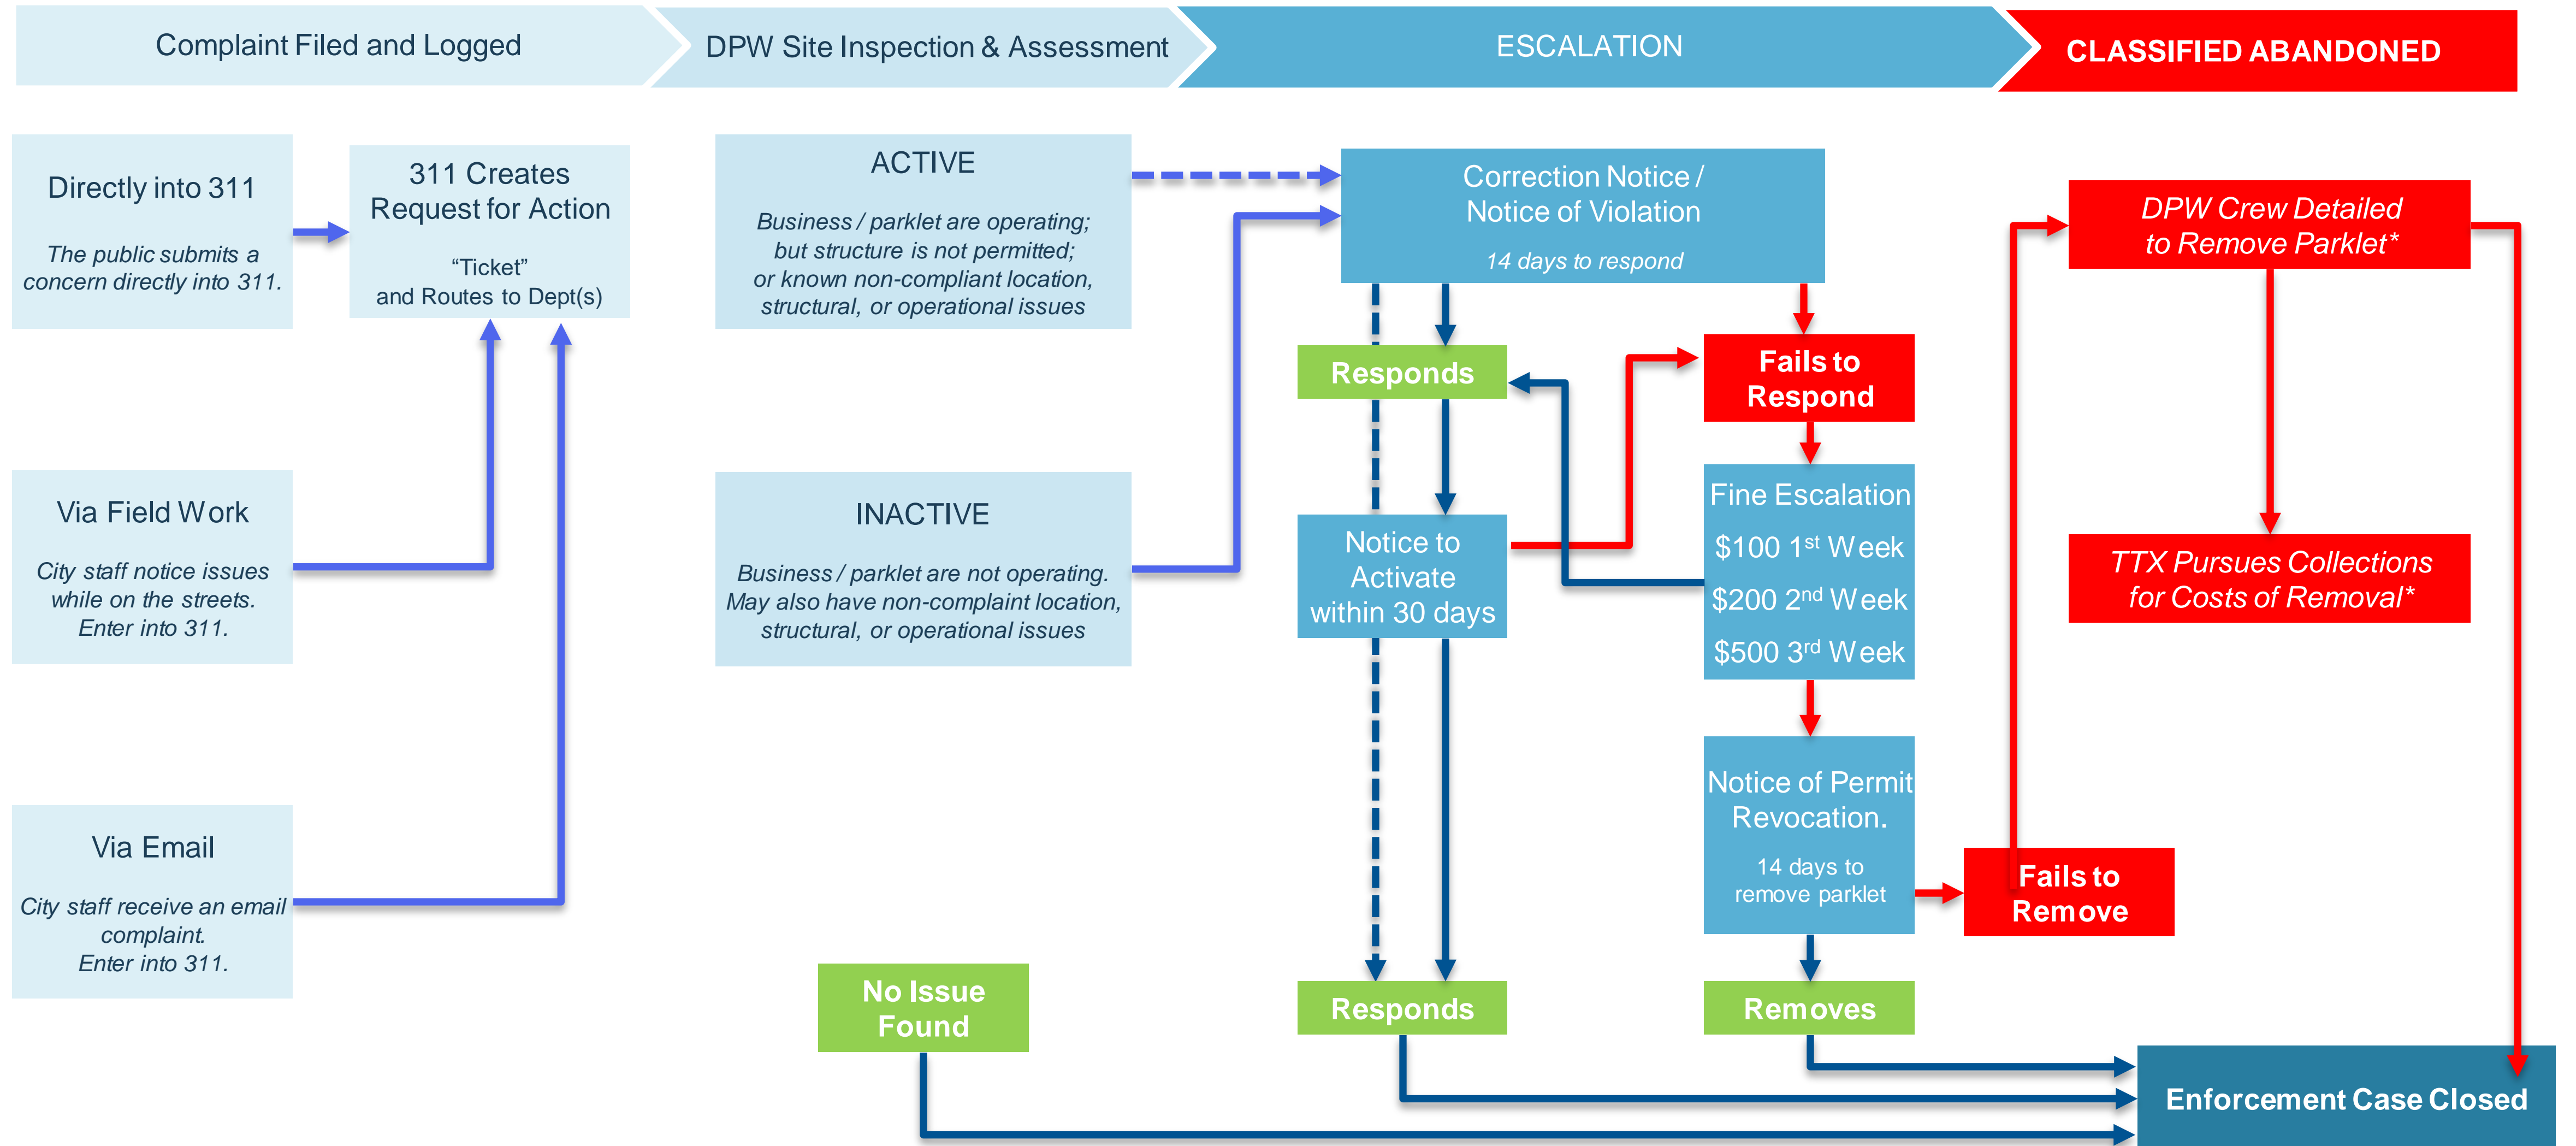 Complaint Filed and Logged
DPW Site Inspection & Assessment
ESCALATION
CLASSIFIED ABANDONED
Directly into 311
The public submits a
concern directly into 311.
311 Creates
Request for Action
“Ticket”
and Routes to Dept(s)
Via Field Work
City staff notice issues
while on the streets.
Enter into 311.
Via Email
City staff receive an email
complaint.
Enter into 311.
ACTIVE
Business / parklet are operating;
but structure is not permitted;
or known non-compliant location,
structural, or operational issues
INACTIVE
Business / parklet are not operating.
May also have non-complaint location,
structural, or operational issues
No Issue
Found
Correction Notice /
Notice of Violation
14 days to respond
Responds
Notice to
Activate
within 30 days
Responds
Fails to
Respond
Fine Escalation
$100 1st Week
$200 2nd Week
$500 3rd Week
Notice of Permit
Revocation.
14 days to
remove parklet
Removes
Fails to
Remove
DPW Crew Detailed
to Remove Parklet*
TTX Pursues Collections
for Costs of Removal*
Enforcement Case Closed